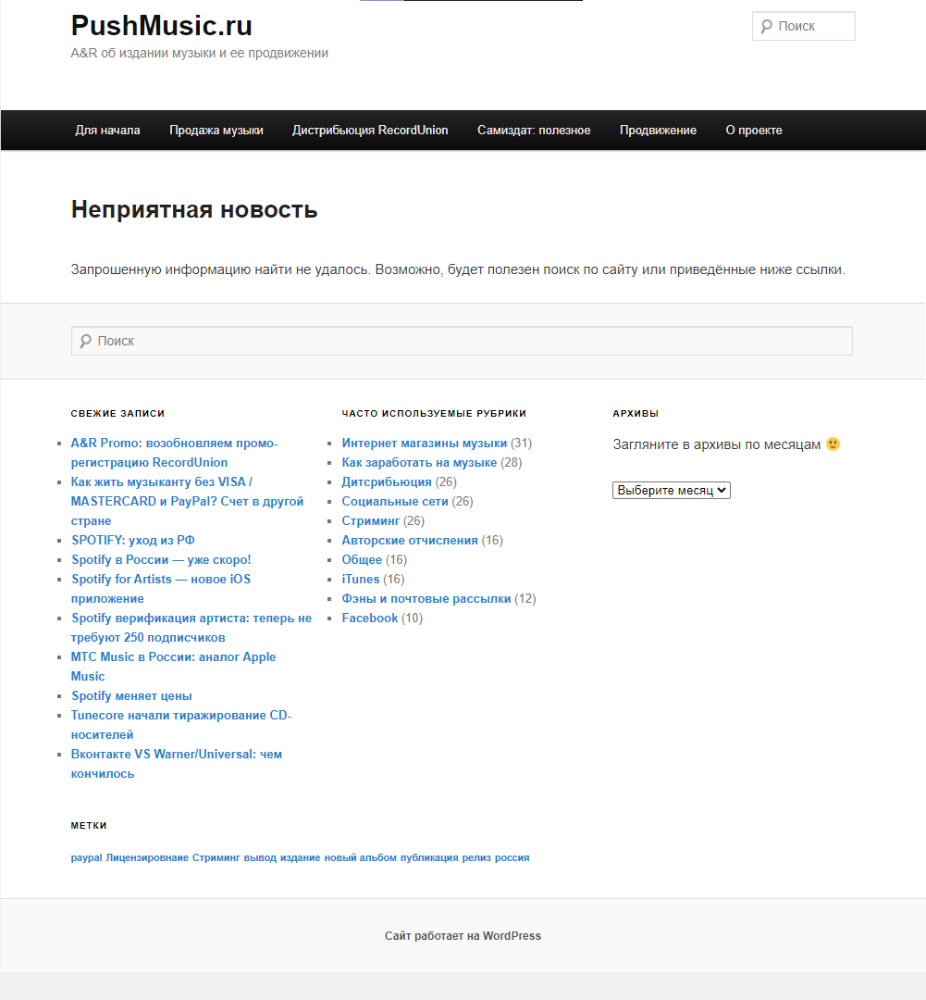 PushMusic.ru
Поиск
A&R об издании музыки и ее продвижении
Для начала Продажа музыки Дистрибьюция RecordUnion Самиздат: полезное Продвижение О проекте
Неприятная новость
Запрошенную информацию найти не удалось. Возможно, будет полезен поиск по сайту или приведённые ниже ссылки.
Поиск
СВЕЖИЕ ЗАПИСИ
A&R Promo: возобновляем промо-
регистрацию RecordUnion
Как жить музыканту без VISA /
MASTERCARD и PayPal? Счет в другой
стране
SPOTIFY: уход из РФ
Spotify в России — уже скоро!
Spotify for Artists — новое iOS
приложение
Spotify верификация артиста: теперь не
требуют 250 подписчиков
МТС Music в России: аналог Apple
Music
Spotify меняет цены
Tunecore начали тиражирование CD-
носителей
Вконтакте VS Warner/Universal: чем
кончилось
ЧАСТО ИСПОЛЬЗУЕМЫЕ РУБРИКИ
Интернет магазины музыки (31)
Как заработать на музыке (28)
Дитсрибьюция (26)
Социальные сети (26)
Стриминг (26)
Авторские отчисления (16)
Общее (16)
iTunes (16)
Фэны и почтовые рассылки (12)
Facebook (10)
АРХИВЫ
Загляните в архивы по месяцам 🙂
Выберите месяц
МЕТКИ
paypal Лицензировнаие Стриминг вывод издание новый альбом публикация релиз россия
Сайт работает на WordPress